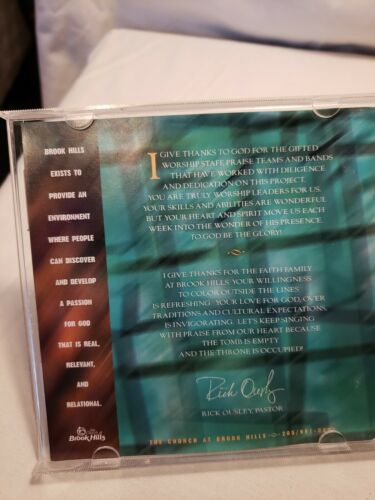 BROOK HILLS
EXISTS TO
PROVIDE AN
ENVIRONMENT
WHERE PEOPLE
CAN DISCOVER
AND DEVELOP
A PASSION
FOR GOD
THAT IS REAL,
RELEVANT,
AND
RELATIONAL.
Brook Hills
I GIVE THANKS TO GOD FOR THE GIFTED
WORSHIP STAFF PRAISE TEAMS AND BANDS
THAT HAVE WORKED WITH DILIGENCE
AND DEDICATION ON THIS PROJECT.
YOU ARE TRULY WORSHIP LEADERS FOR US.
YOUR SKILLS AND ABILITIES ARE WONDERFUL
BUT YOUR HEART AND SPIRIT MOVE US EACH
WEEK INTO THE WONDER OF HIS PRESENCE.
TO GOD BE THE GLORY!
I GIVE THANKS FOR THE FAITH FAMILY
AT BROOK HILLS. YOUR WILLINGNESS
TO COLOR OUTSIDE THE LINES
IS REFRESHING. YOUR LOVE FOR GOD, OVER
TRADITIONS AND CULTURAL EXPECTATIONS,
IS INVIGORATING. LET'S KEEP SINGING
WITH PRAISE FROM OUR HEART BECAUSE
THE TOMB IS EMPTY
AND THE THRONE IS OCCUPIED!
Rick Ousley
RICK OUSLEY, PASTOR
THE CHURCH AT BROOK HILLS